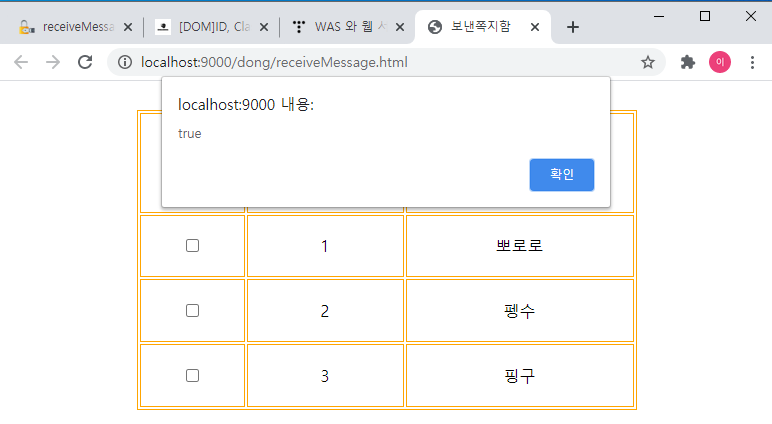 receiveMessa
[DOM]ID, Cla
WAS 와 웹 서
보낸쪽지함
localhost:9000/dong/receiveMessage.html
이
localhost:9000 내용:
true
확인
1 뽀로로
2 펭수
3 핑구